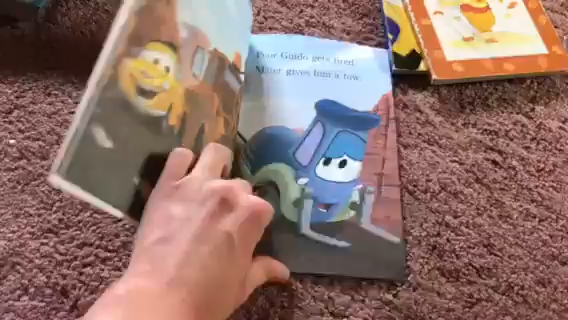 Poor Guido gets tired.
Mater gives him a tow.